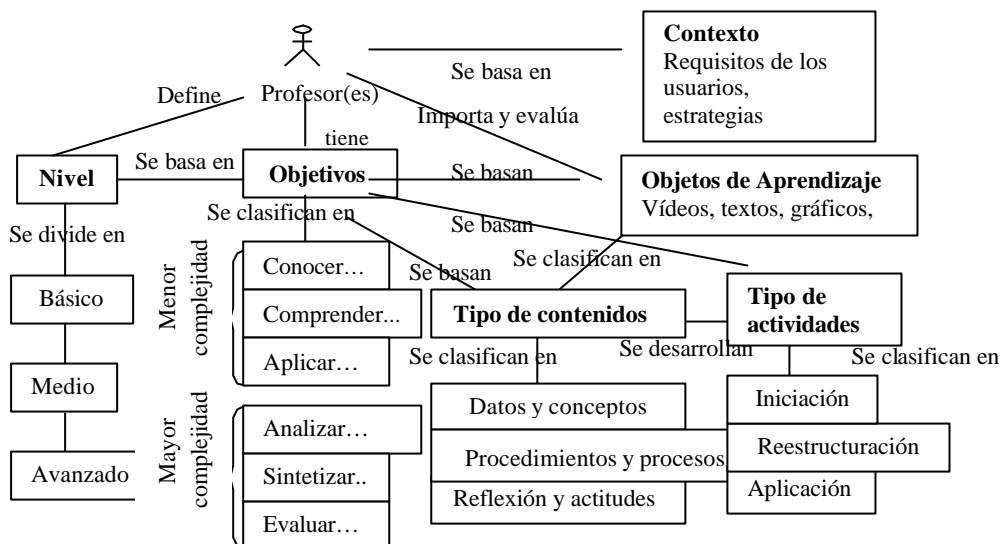 Contexto
Requisitos de los
usuarios,
estrategias
Se basa en
Define
Profesor(es)
Importa y evalúa
tiene
Nivel
Se basa en
Objetivos
Se basan
Objetos de Aprendizaje
Vídeos, textos, gráficos,
Se clasifican en
Se basan
Se divide en
Se clasifican en
Se basan
Menor
complejidad
Conocer…
Comprender...
Aplicar…
Básico
Medio
Avanzado
Tipo de contenidos
Tipo de
actividades
Se clasifican en
Se desarrollan
Se clasifican en
Mayor
complejidad
Analizar…
Sintetizar..
Evaluar…
Datos y conceptos
Procedimientos y procesos
Reflexión y actitudes
Iniciación
Reestructuración
Aplicación